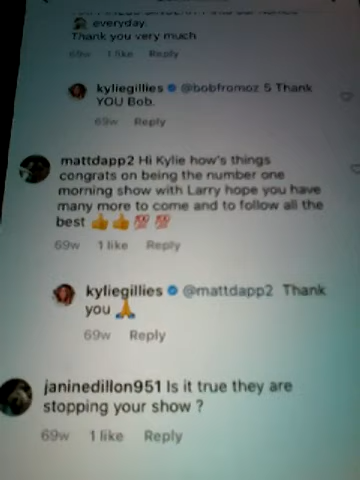 everyday.
Thank you very much
69w 1 like Reply
kyliegillies @bobframoz 5 Thank
YOU Bob.
69w Reply
mattdapp2 Hi Kylie how's things
congrats on being the number one
morning show with Larry hope you have
many more to come and to follow all the
best 👍👍💯💯
69w 1 like Reply
kyliegillies @mattdapp2 Thank
you 🙏
69w Reply
janinedillon951 Is it true they are
stopping your show ?
69w 1 like Reply